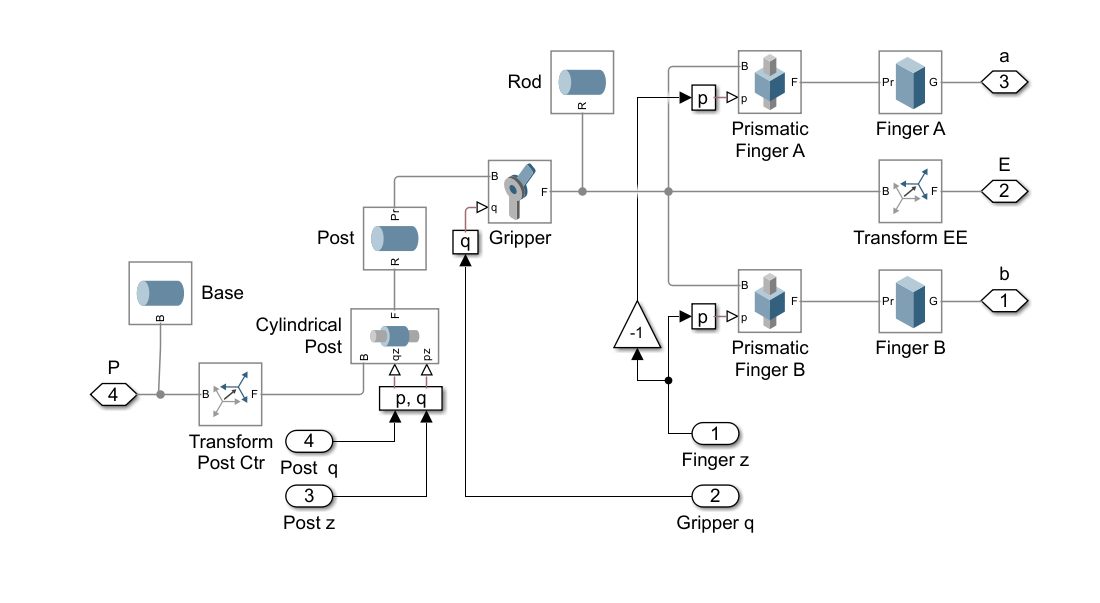 a
3
Rod
R
B
p
p
F
Prismatic
Finger A
Pr
G
Finger A
E
2
B
F
Transform EE
B
q
F
Gripper
q
Pr
Post
R
Base
B
F
Cylindrical
Post
B
qz
pz
p, q
P
4
B
F
Transform
Post Ctr
4
Post q
3
Post z
-1
B
p
p
F
Prismatic
Finger B
Pr
G
Finger B
b
1
1
Finger z
2
Gripper q